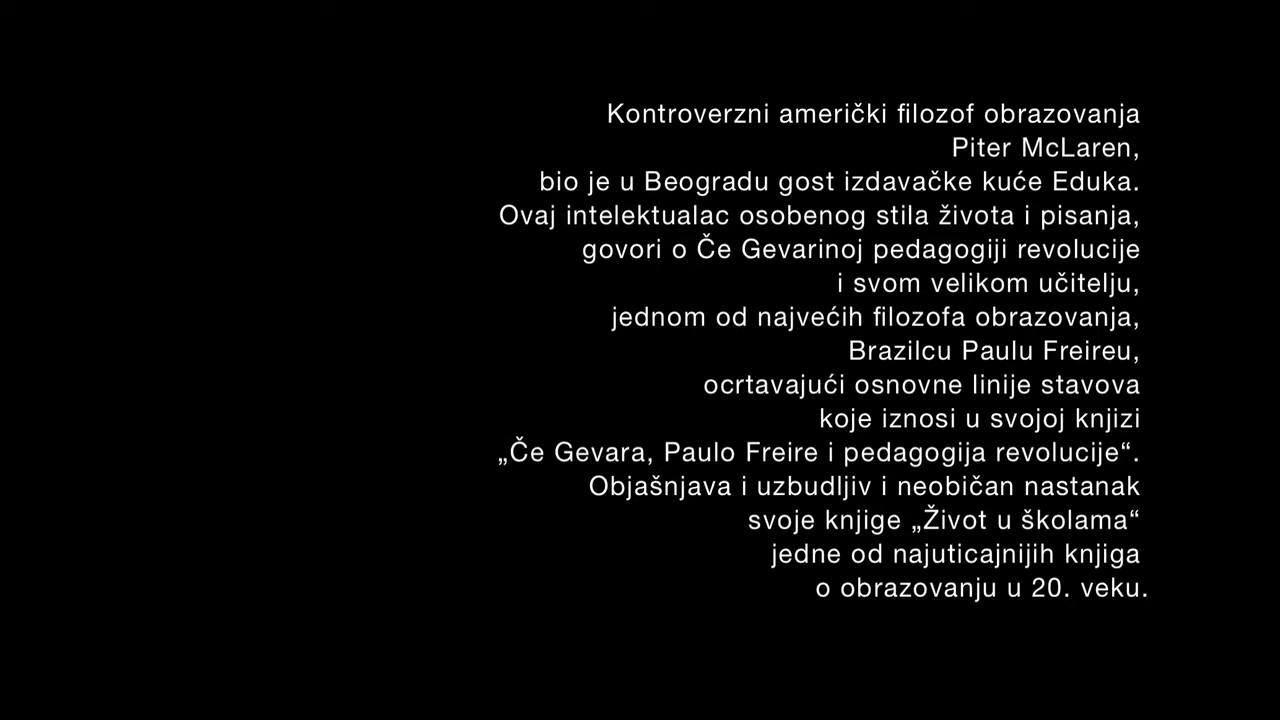 Kontroverzni američki filozof obrazovanja
Piter McLaren,
bio je u Beogradu gost izdavačke kuće Eduka.
Ovaj intelektualac osobenog stila života i pisanja,
govori o Če Gevarinoj pedagogiji revolucije
i svom velikom učitelju,
jednom od najvećih filozofa obrazovanja,
Brazilcu Paulu Freireu,
ocrtavajući osnovne linije stavova
koje iznosi u svojoj knjizi
„Če Gevara, Paulo Freire i pedagogija revolucije“.
Objašnjava i uzbudljiv i neobičan nastanak
svoje knjige „Život u školama“
jedne od najuticajnijih knjiga
o obrazovanju u 20. veku.